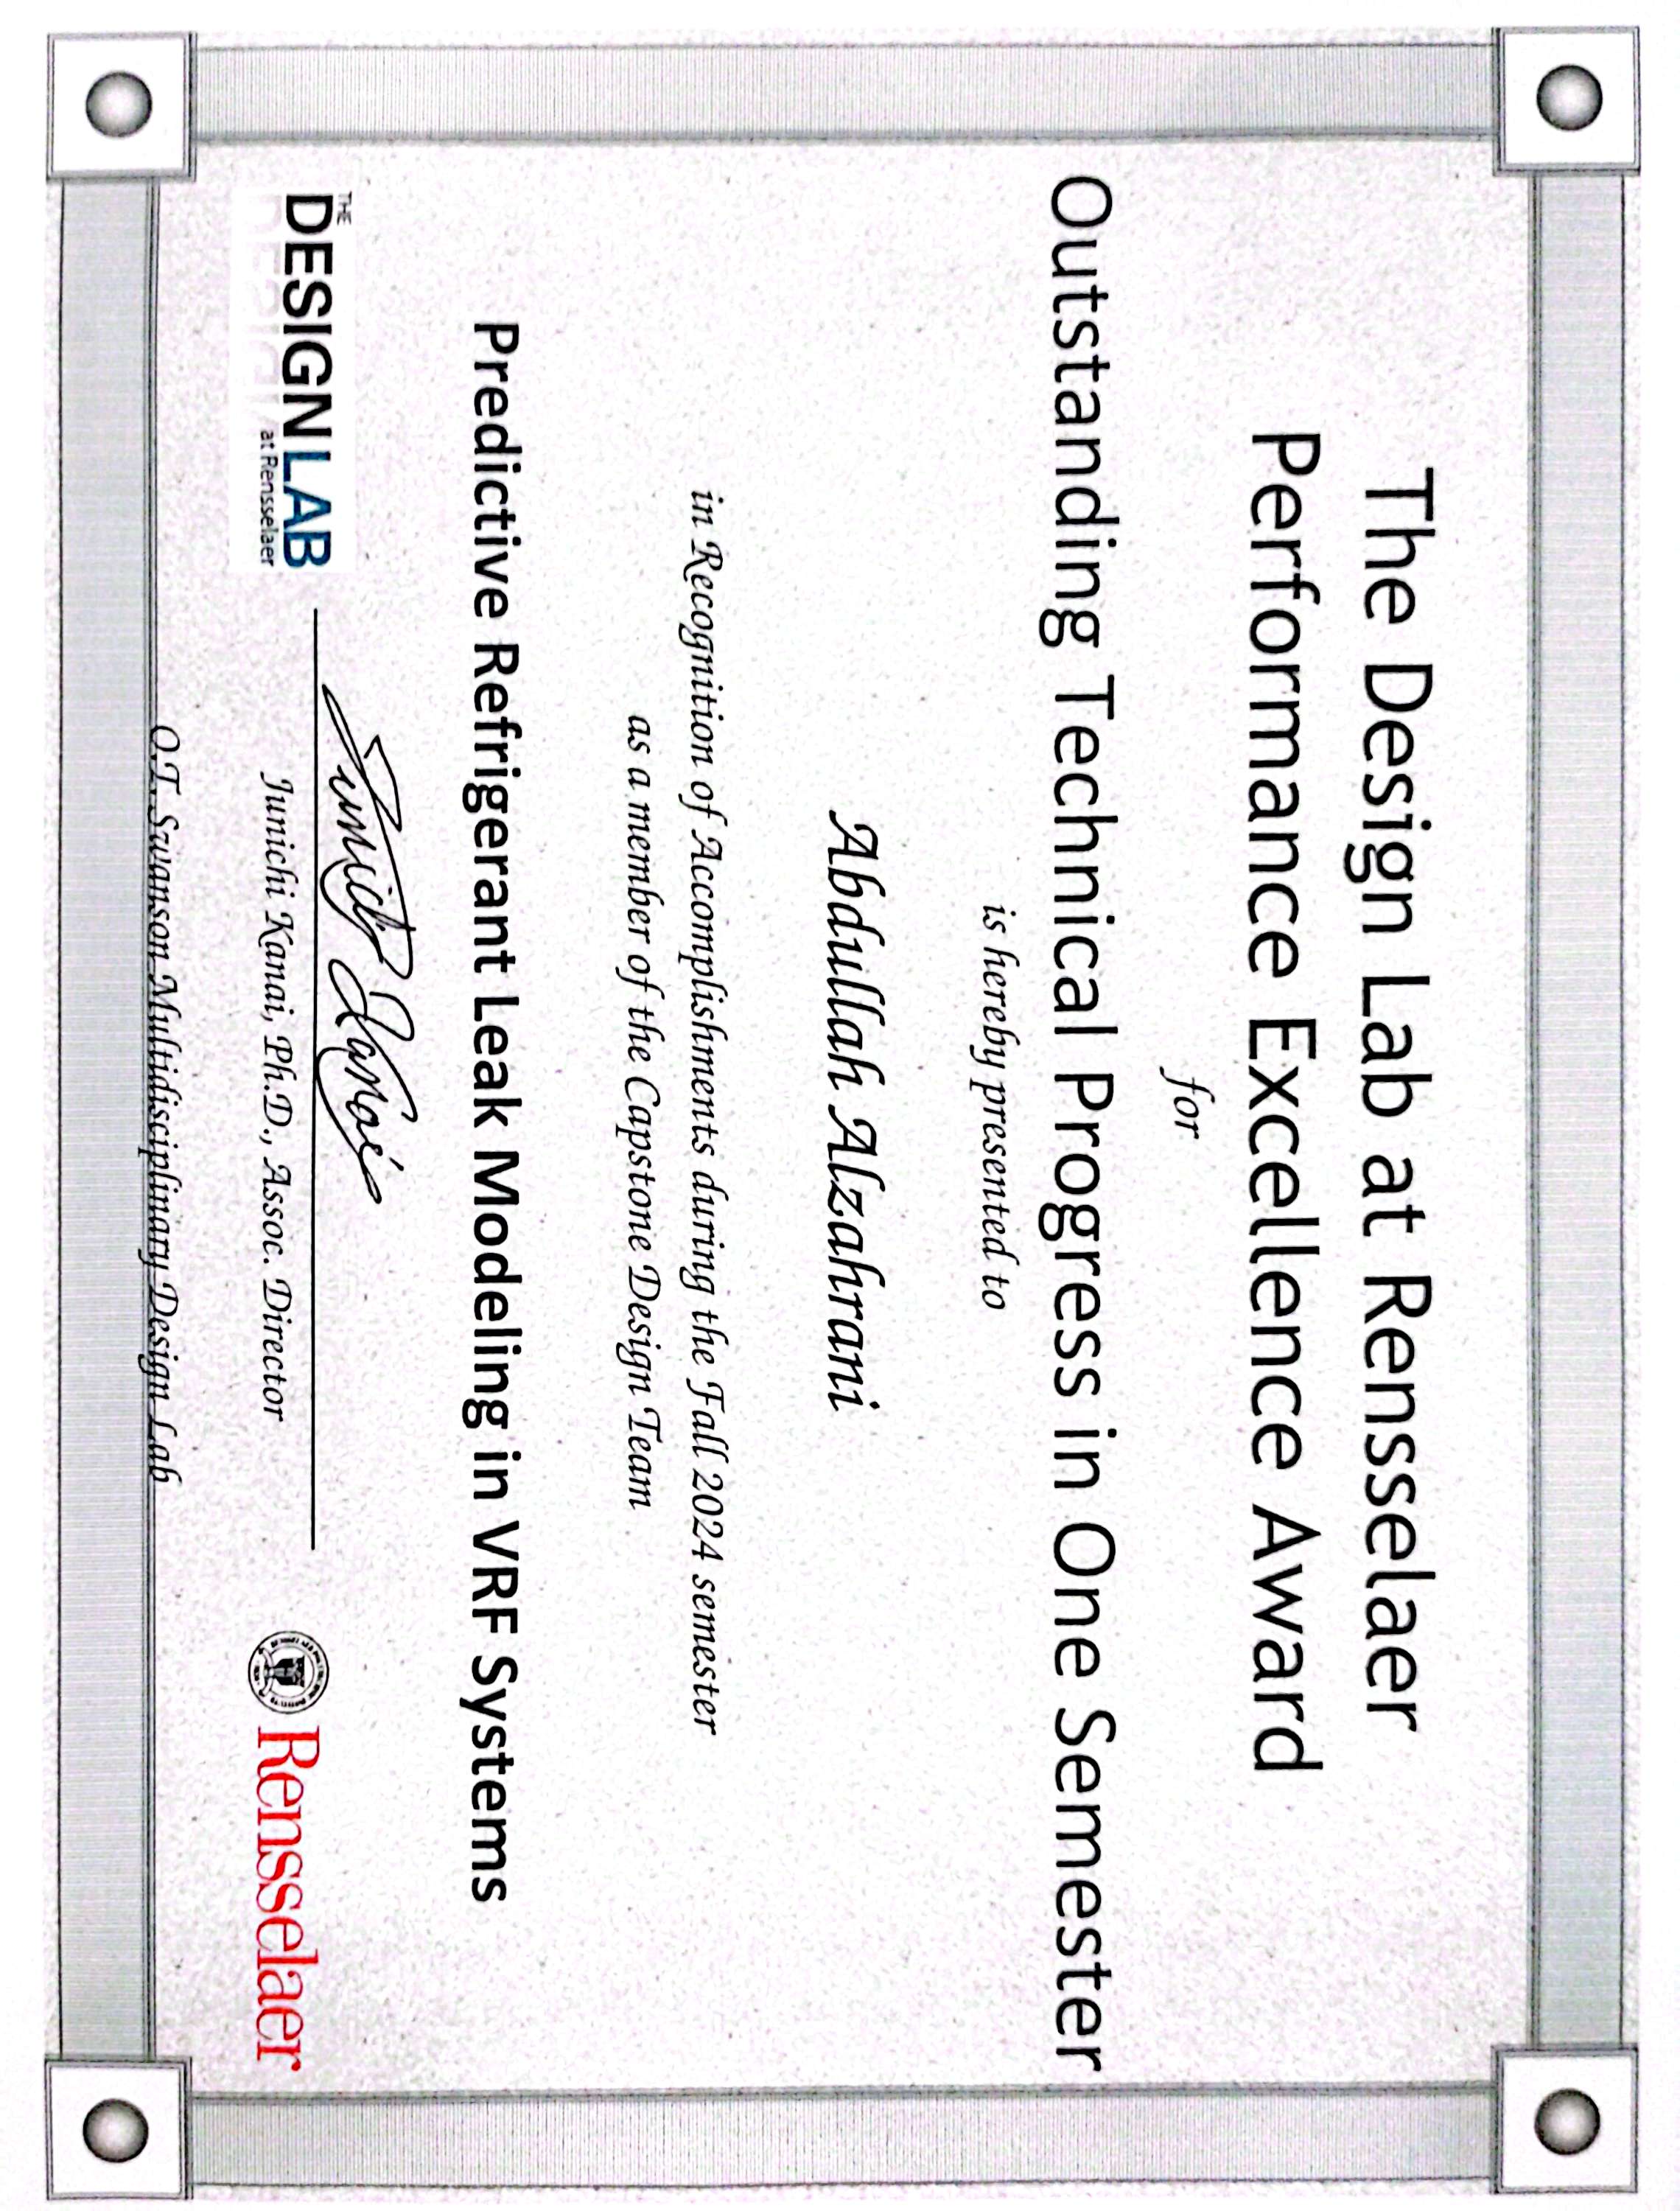 The Design Lab at Rensselaer
Performance Excellence Award
for
Outstanding Technical Progress in One Semester
is hereby presented to
Abdullah Alzahrani
in Recognition of Accomplishments during the Fall 2024 semester
as a member of the Capstone Design Team
Predictive Refrigerant Leak Modeling in VRF Systems
Junichi Kanai
THE
DESIGN LAB
at Rensselaer
Junichi Kanai, Ph.D., Assoc. Director
Rensselaer
O.T. Swanson Multidisciplinary Design Lab